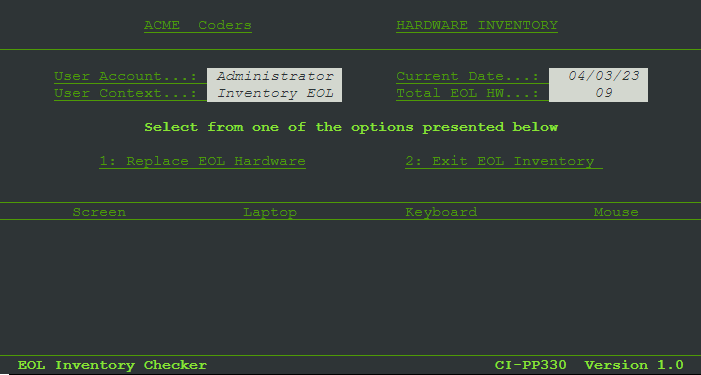 ACME  Coders HARDWARE INVENTORY
User Account...: Administrator Current Date...: 04/03/23
User Context...: Inventory EOL Total EOL HW...: 09
Select from one of the options presented below
1: Replace EOL Hardware 2: Exit EOL Inventory
Screen Laptop Keyboard Mouse
EOL Inventory Checker CI-PP330  Version 1.0